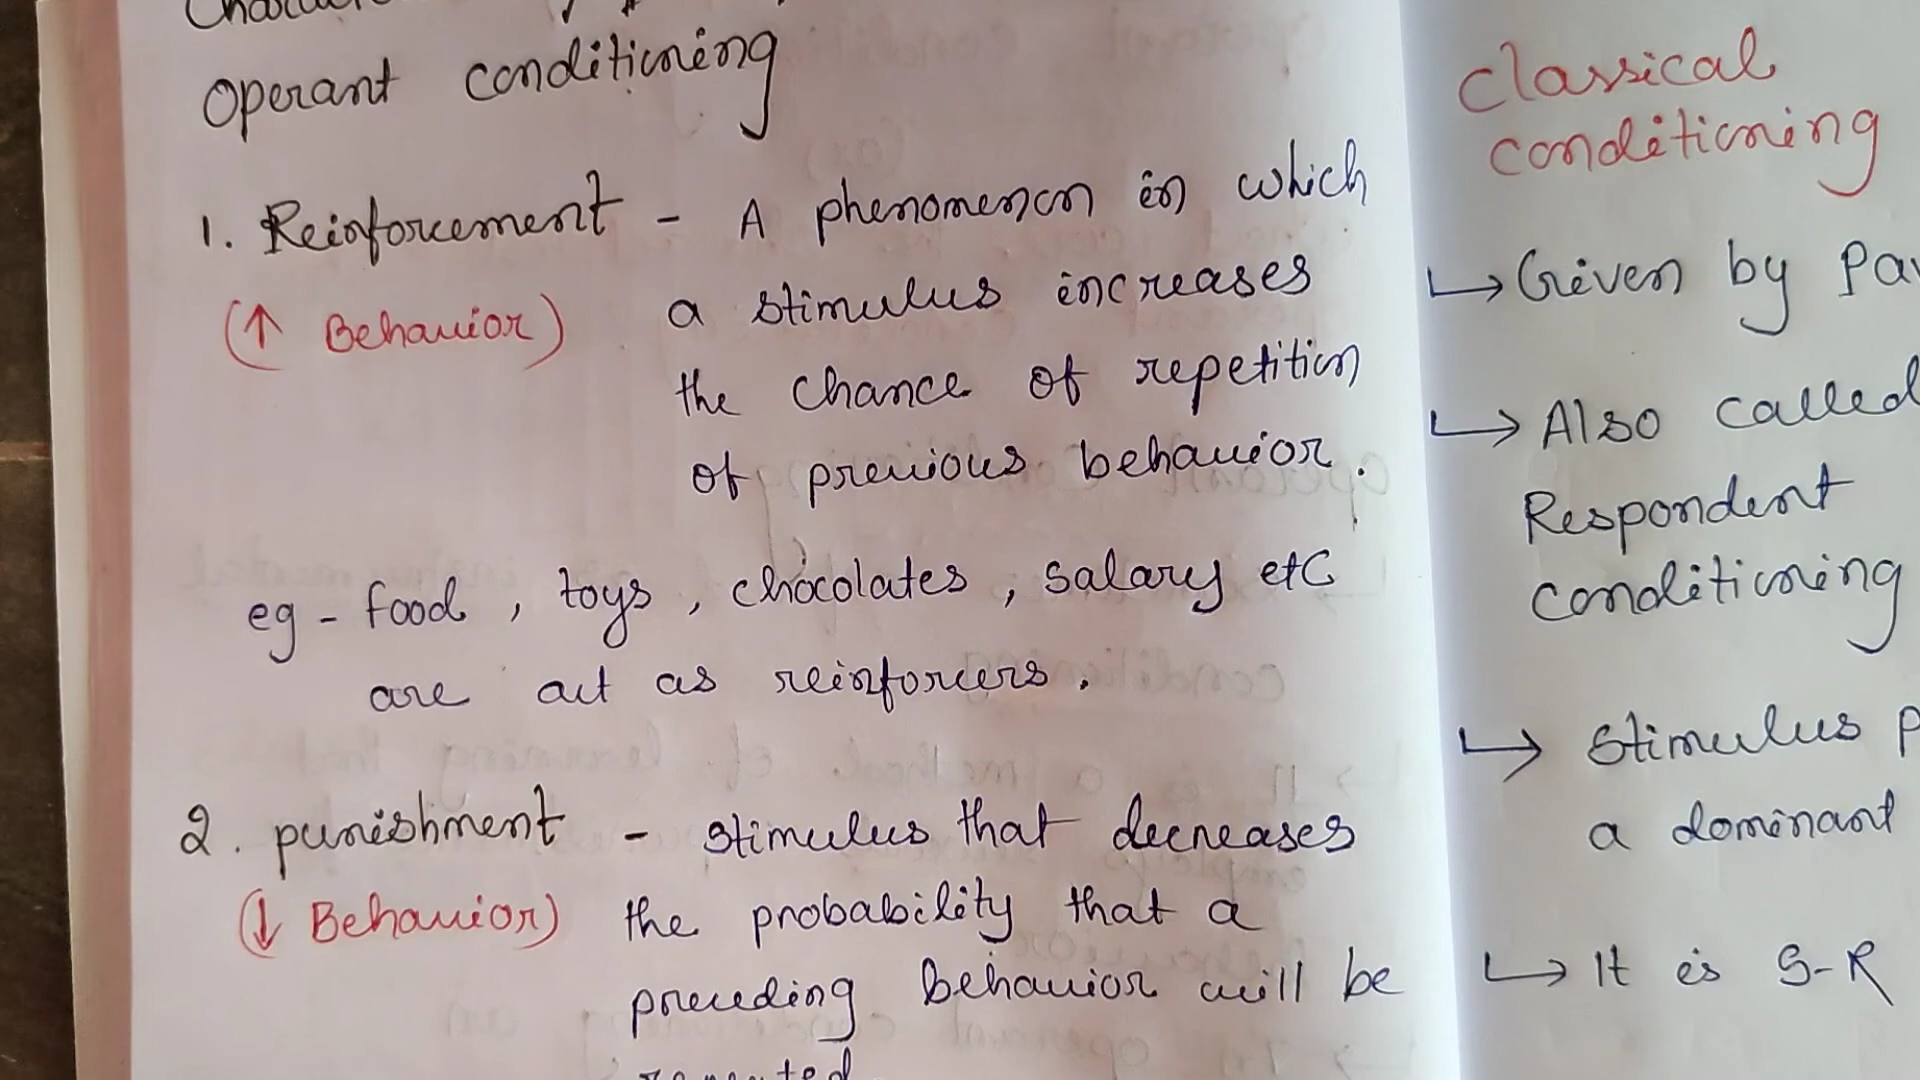 Operant conditioning
1. Reinforcement - A phenomenon in which
(↑ Behavior) a stimulus increases
the chance of repetition
of previous behavior.
eg - food, toys, chocolates, salary etc
are act as reinforcers.
2. punishment - stimulus that decreases
(↓ Behavior) the probability that a
preceding Behavior will be
repeated
classical
conditioning
↳ Given by Pav
↳ Also called
Respondent
conditioning
↳ Stimulus P
a dominant
↳ It is S-R